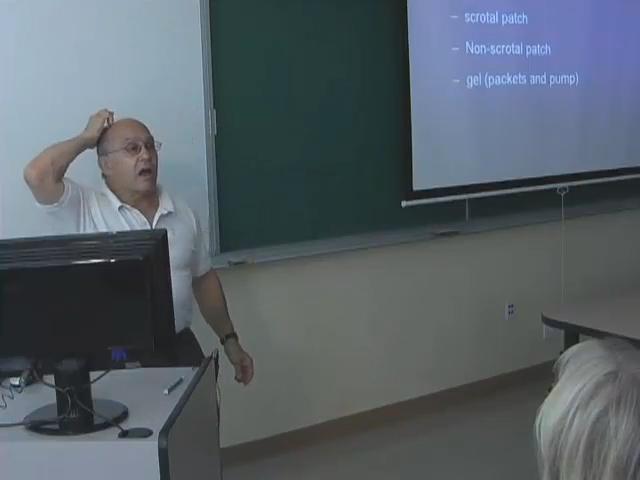 – scrotal patch
– Non-scrotal patch
– gel (packets and pump)